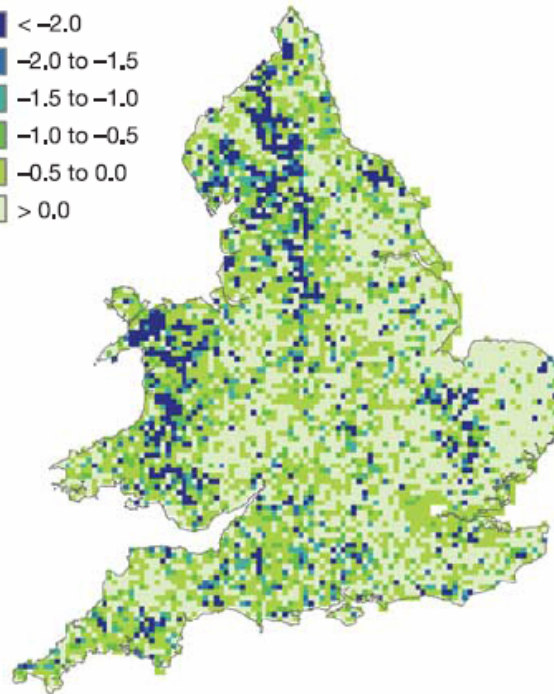 < –2.0
–2.0 to –1.5
–1.5 to –1.0
–1.0 to –0.5
–0.5 to 0.0
> 0.0